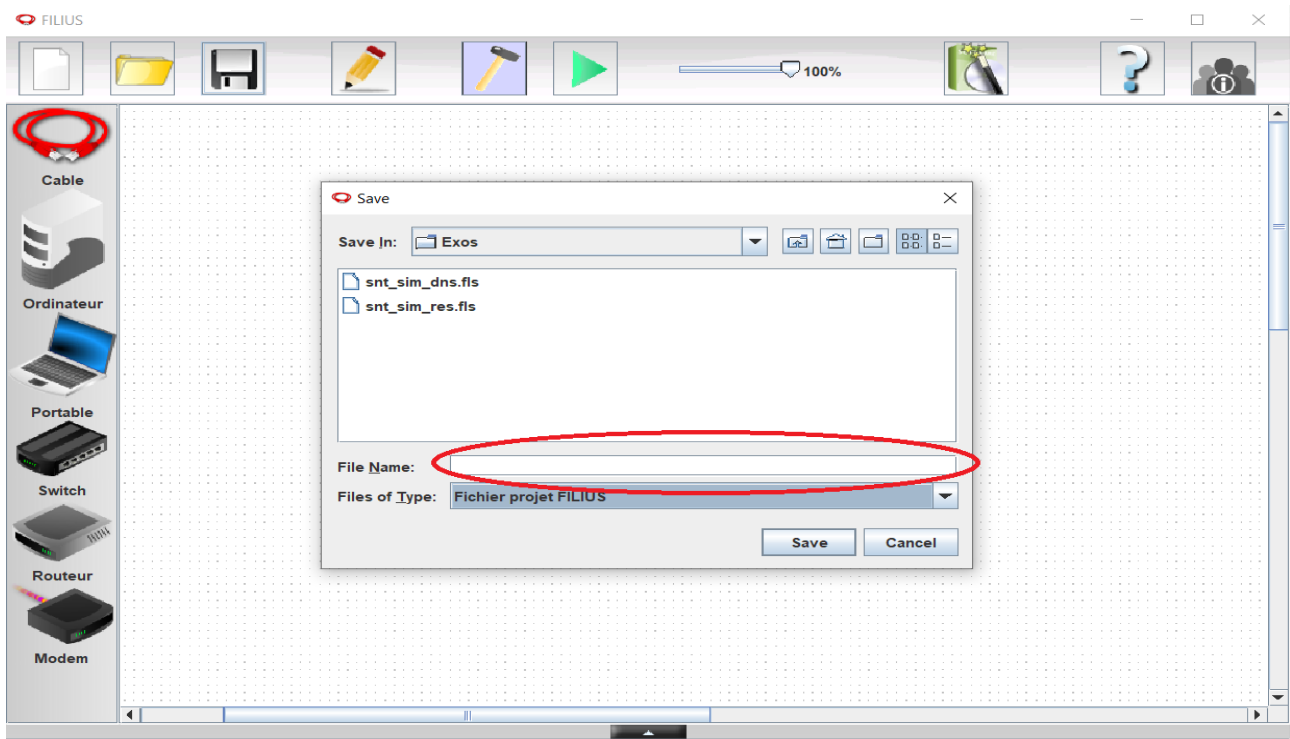 FILIUS
100%
Cable
Ordinateur
Portable
Switch
Routeur
Modem
Save
Save In: Exos
snt_sim_dns.fls
snt_sim_res.fls
File Name:
Files of Type: Fichier projet FILIUS
Save Cancel